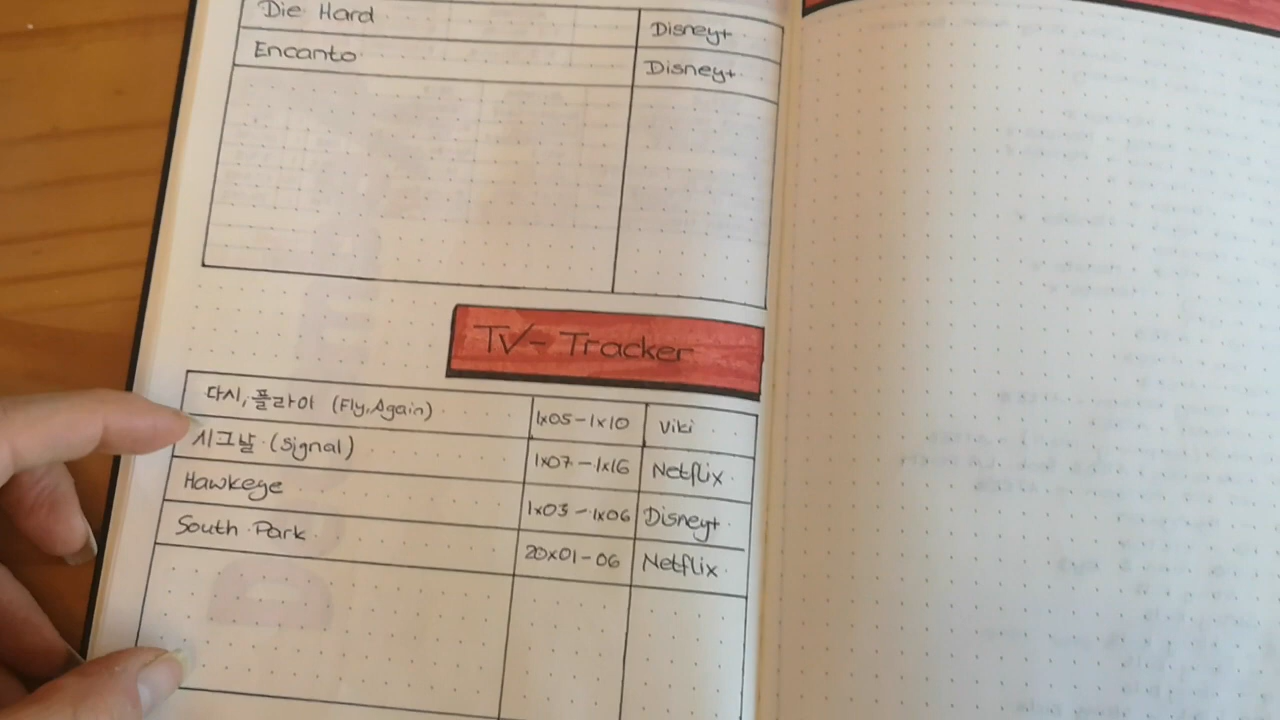 Die Hard Disney+
Encanto Disney+
TV-Tracker
다시, 플라이 (Fly, Again) 1x05-1x10 Viki
시그날 (Signal) 1x07-1x16 Netflix
Hawkeye 1x03-1x06 Disney+
South Park 20x01-06 Netflix